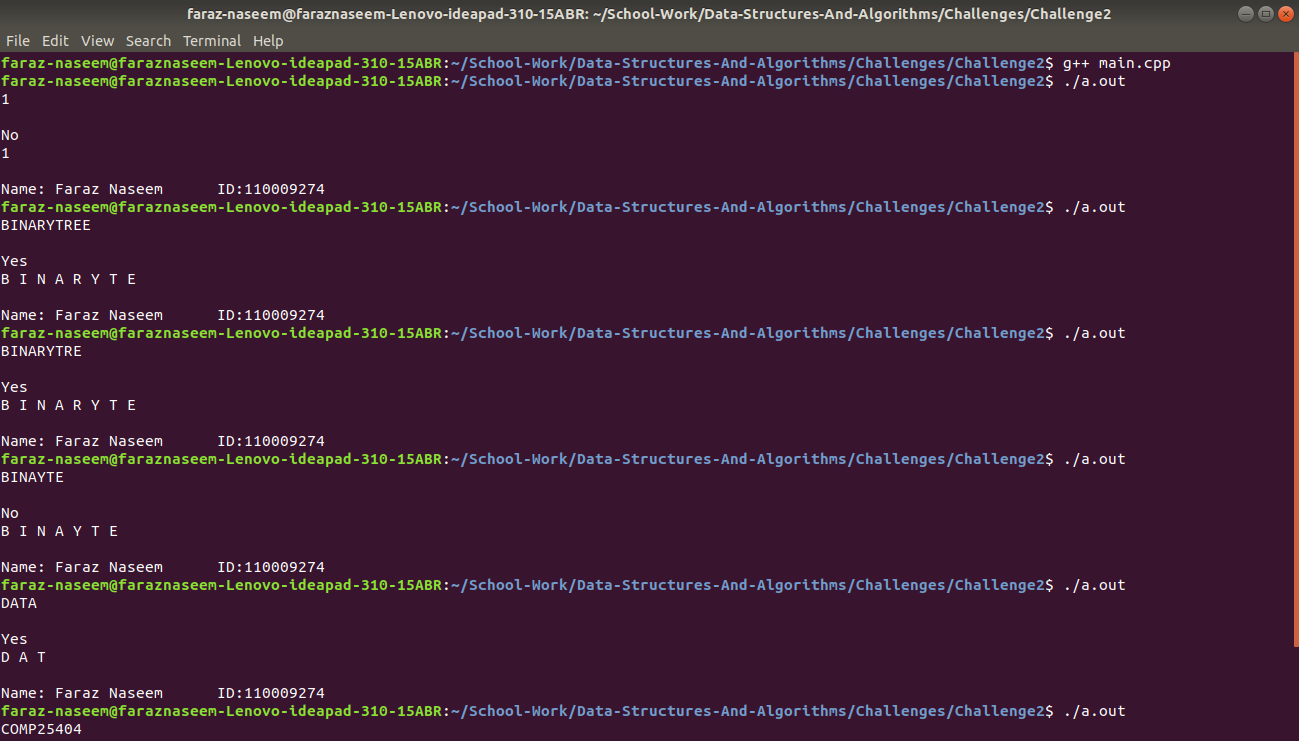 faraz-naseem@faraznaseem-Lenovo-ideapad-310-15ABR: ~/School-Work/Data-Structures-And-Algorithms/Challenges/Challenge2
File Edit View Search Terminal Help
faraz-naseem@faraznaseem-Lenovo-ideapad-310-15ABR:~/School-Work/Data-Structures-And-Algorithms/Challenges/Challenge2$ g++ main.cpp
faraz-naseem@faraznaseem-Lenovo-ideapad-310-15ABR:~/School-Work/Data-Structures-And-Algorithms/Challenges/Challenge2$ ./a.out
1
No
1
Name: Faraz Naseem ID:110009274
faraz-naseem@faraznaseem-Lenovo-ideapad-310-15ABR:~/School-Work/Data-Structures-And-Algorithms/Challenges/Challenge2$ ./a.out
BINARYTREE
Yes
B I N A R Y T E
Name: Faraz Naseem ID:110009274
faraz-naseem@faraznaseem-Lenovo-ideapad-310-15ABR:~/School-Work/Data-Structures-And-Algorithms/Challenges/Challenge2$ ./a.out
BINARYTRE
Yes
B I N A R Y T E
Name: Faraz Naseem ID:110009274
faraz-naseem@faraznaseem-Lenovo-ideapad-310-15ABR:~/School-Work/Data-Structures-And-Algorithms/Challenges/Challenge2$ ./a.out
BINAYTE
No
B I N A Y T E
Name: Faraz Naseem ID:110009274
faraz-naseem@faraznaseem-Lenovo-ideapad-310-15ABR:~/School-Work/Data-Structures-And-Algorithms/Challenges/Challenge2$ ./a.out
DATA
Yes
D A T
Name: Faraz Naseem ID:110009274
faraz-naseem@faraznaseem-Lenovo-ideapad-310-15ABR:~/School-Work/Data-Structures-And-Algorithms/Challenges/Challenge2$ ./a.out
COMP25404